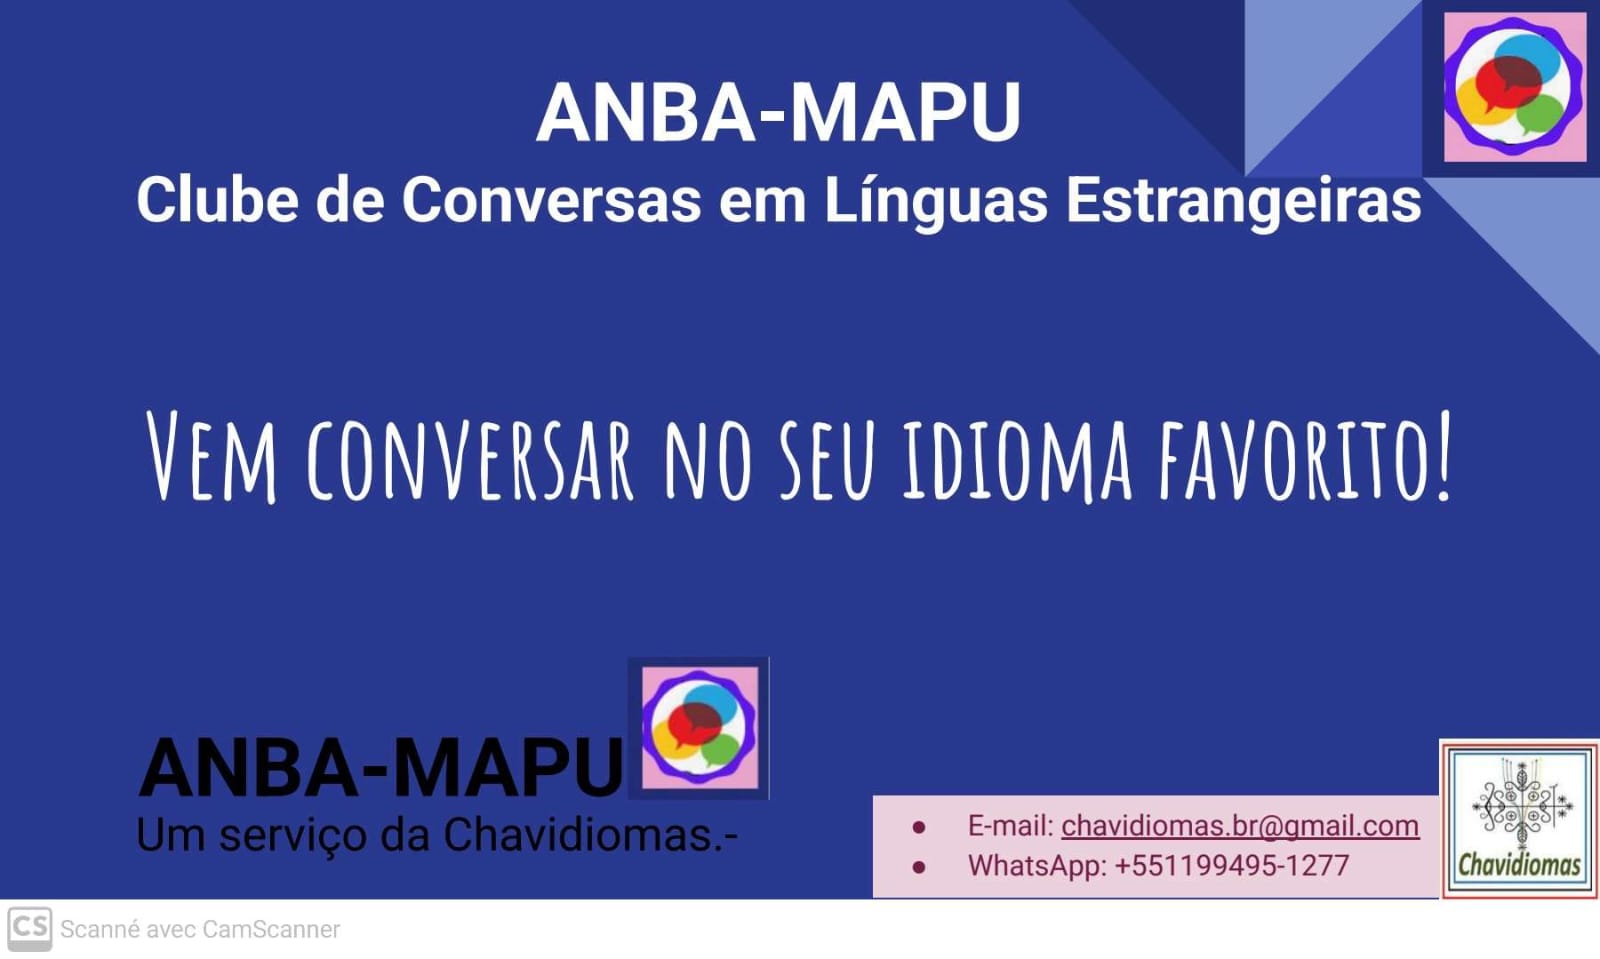 ANBA-MAPU
Clube de Conversas em Línguas Estrangeiras
VEM CONVERSAR NO SEU IDIOMA FAVORITO!
ANBA-MAPU
Um serviço da Chavidiomas.-
● E-mail: chavidiomas.br@gmail.com
● WhatsApp: +551199495-1277
Chavidiomas
CS Scanné avec CamScanner